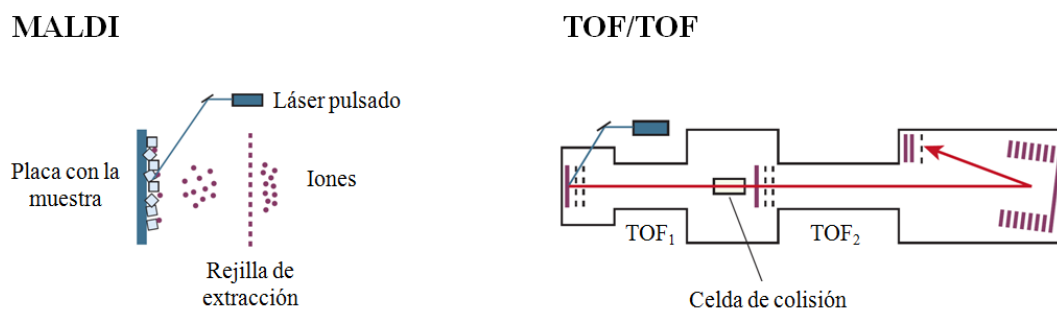 MALDI
TOF/TOF
Láser pulsado
Placa con la
muestra
Iones
Rejilla de
extracción
TOF₁
TOF₂
Celda de colisión